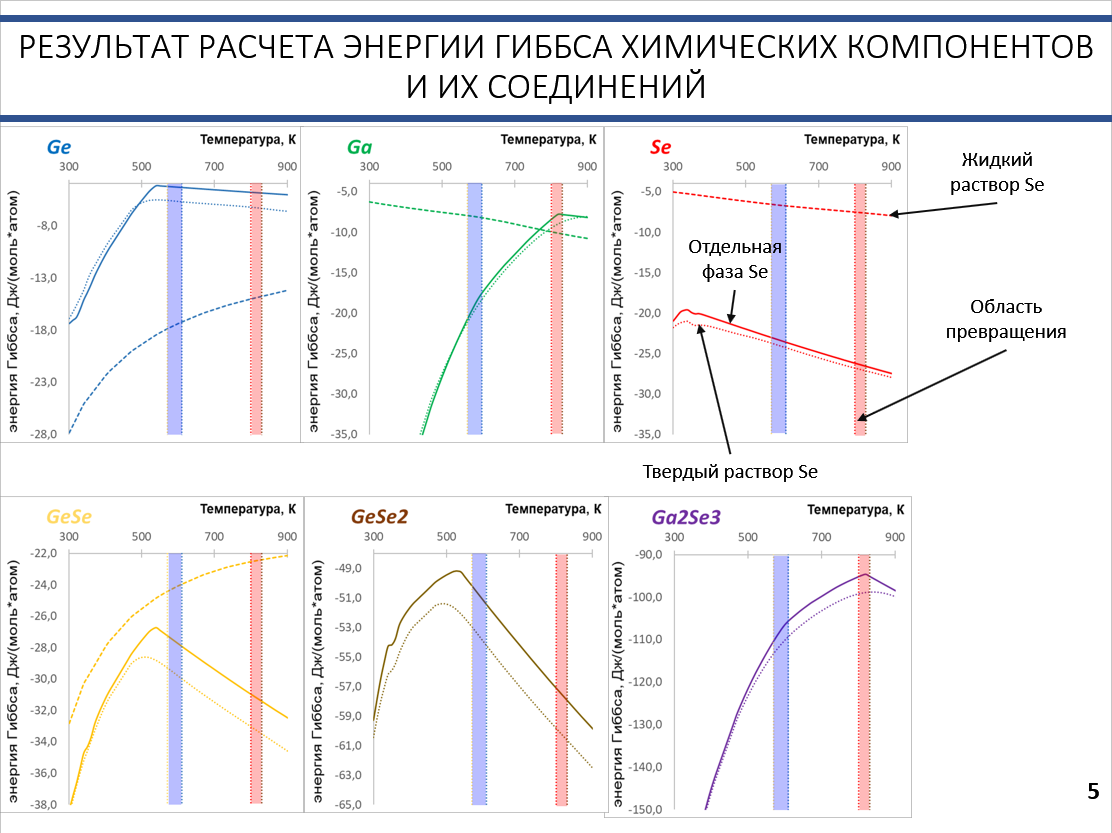 РЕЗУЛЬТАТ РАСЧЕТА ЭНЕРГИИ ГИББСА ХИМИЧЕСКИХ КОМПОНЕНТОВ
И ИХ СОЕДИНЕНИЙ
Ge
Температура, К
300 500 700 900
-8,0
-13,0
-18,0
-23,0
-28,0
энергия Гиббса, Дж/(моль*атом)
Ga
Температура, К
300 500 700 900
-5,0
-10,0
-15,0
-20,0
-25,0
-30,0
-35,0
энергия Гиббса, Дж/(моль*атом)
Se
Температура, К
300 500 700 900
-5,0
-10,0
-15,0
-20,0
-25,0
-30,0
-35,0
энергия Гиббса, Дж/(моль*атом)
Жидкий
раствор Se
Отдельная
фаза Se
Область
превращения
Твердый раствор Se
GeSe
Температура, К
300 500 700 900
-22,0
-24,0
-26,0
-28,0
-30,0
-32,0
-34,0
-36,0
-38,0
энергия Гиббса, Дж/(моль*атом)
GeSe2
Температура, К
300 500 700 900
-49,0
-51,0
-53,0
-55,0
-57,0
-59,0
-61,0
-63,0
-65,0
энергия Гиббса, Дж/(моль*атом)
Ga2Se3
Температура, К
300 500 700 900
-90,0
-100,0
-110,0
-120,0
-130,0
-140,0
-150,0
энергия Гиббса, Дж/(моль*атом)
5